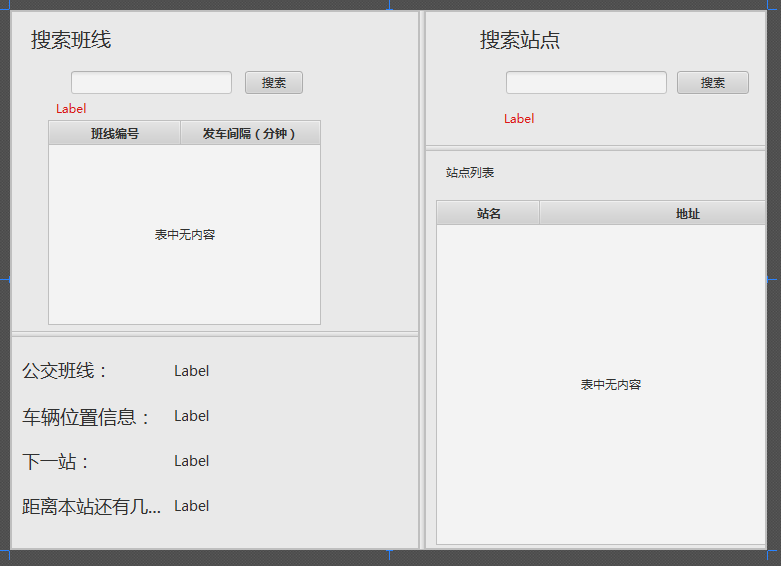 搜索班线
搜索
Label
班线编号 发车间隔（分钟）
表中无内容
公交班线： Label
车辆位置信息： Label
下一站： Label
距离本站还有几... Label
搜索站点
搜索
Label
站点列表
站名 地址
表中无内容